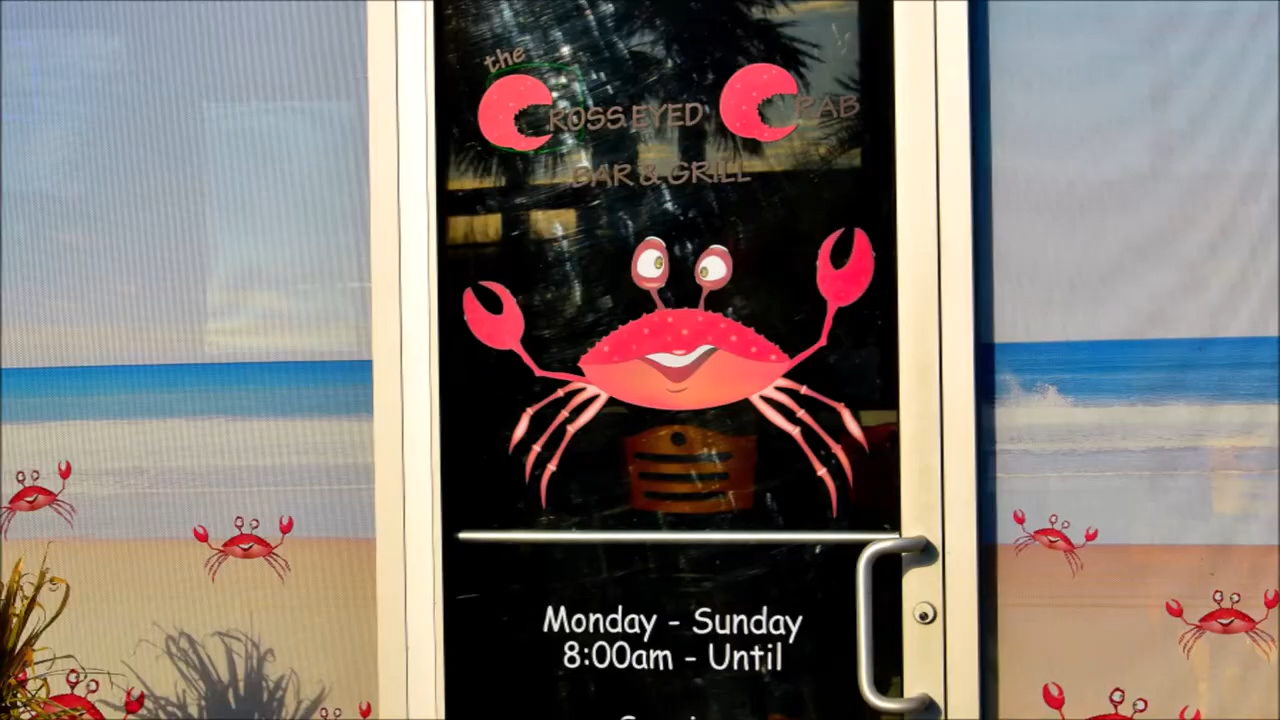 the
CROSS EYED CRAB
BAR & GRILL
Monday - Sunday
8:00am - Until